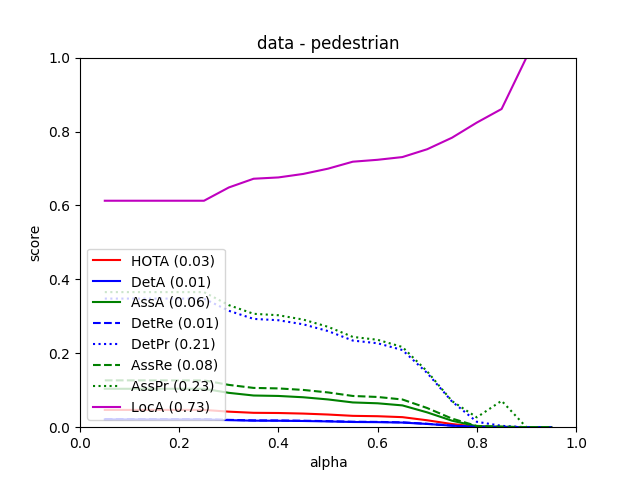 data - pedestrian
1.0
0.8
0.6
0.4
0.2
0.0
score
HOTA (0.03)
DetA (0.01)
AssA (0.06)
DetRe (0.01)
DetPr (0.21)
AssRe (0.08)
AssPr (0.23)
LocA (0.73)
0.0 0.2 0.4 0.6 0.8 1.0
alpha